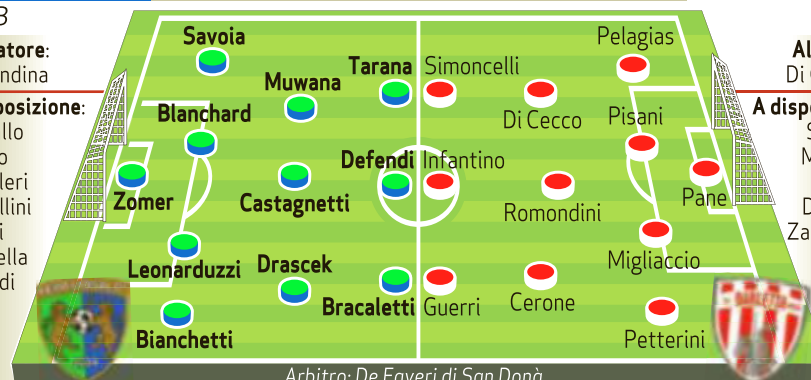 Savoia
Pelagias
Tarana Simoncelli
Muwana
Blanchard
Di Cecco
Pisani
Defendi Infantino
Zomer
Castagnetti
Romondini
Pane
Leonarduzzi
Drascek
Migliaccio
Bracaletti Guerri
Cerone
Bianchetti
Petterini
atore:
ndina
posizione:
llo
o
leri
llini
i
ella
di
Al
Di
A disp
S
M
D
Za
Arbitro: De Faveri di San Donà